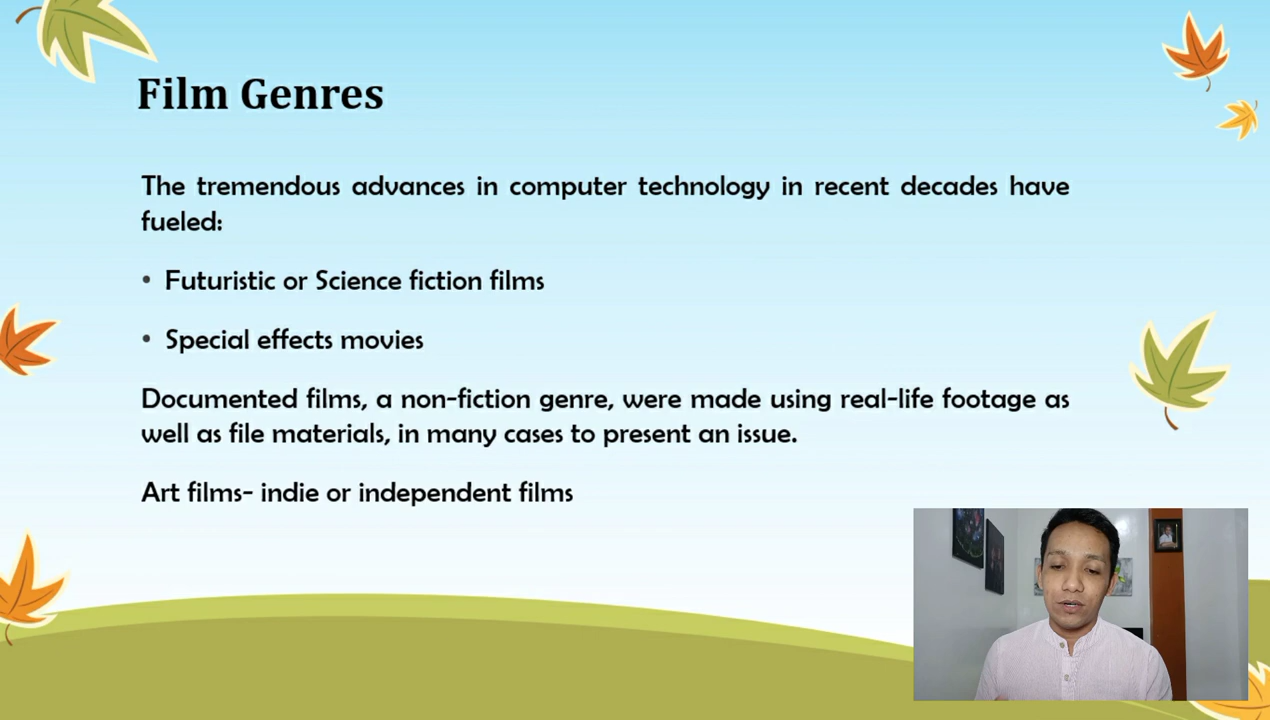 Film Genres
The tremendous advances in computer technology in recent decades have
fueled:
• Futuristic or Science fiction films
• Special effects movies
Documented films, a non-fiction genre, were made using real-life footage as
well as file materials, in many cases to present an issue.
Art films- indie or independent films